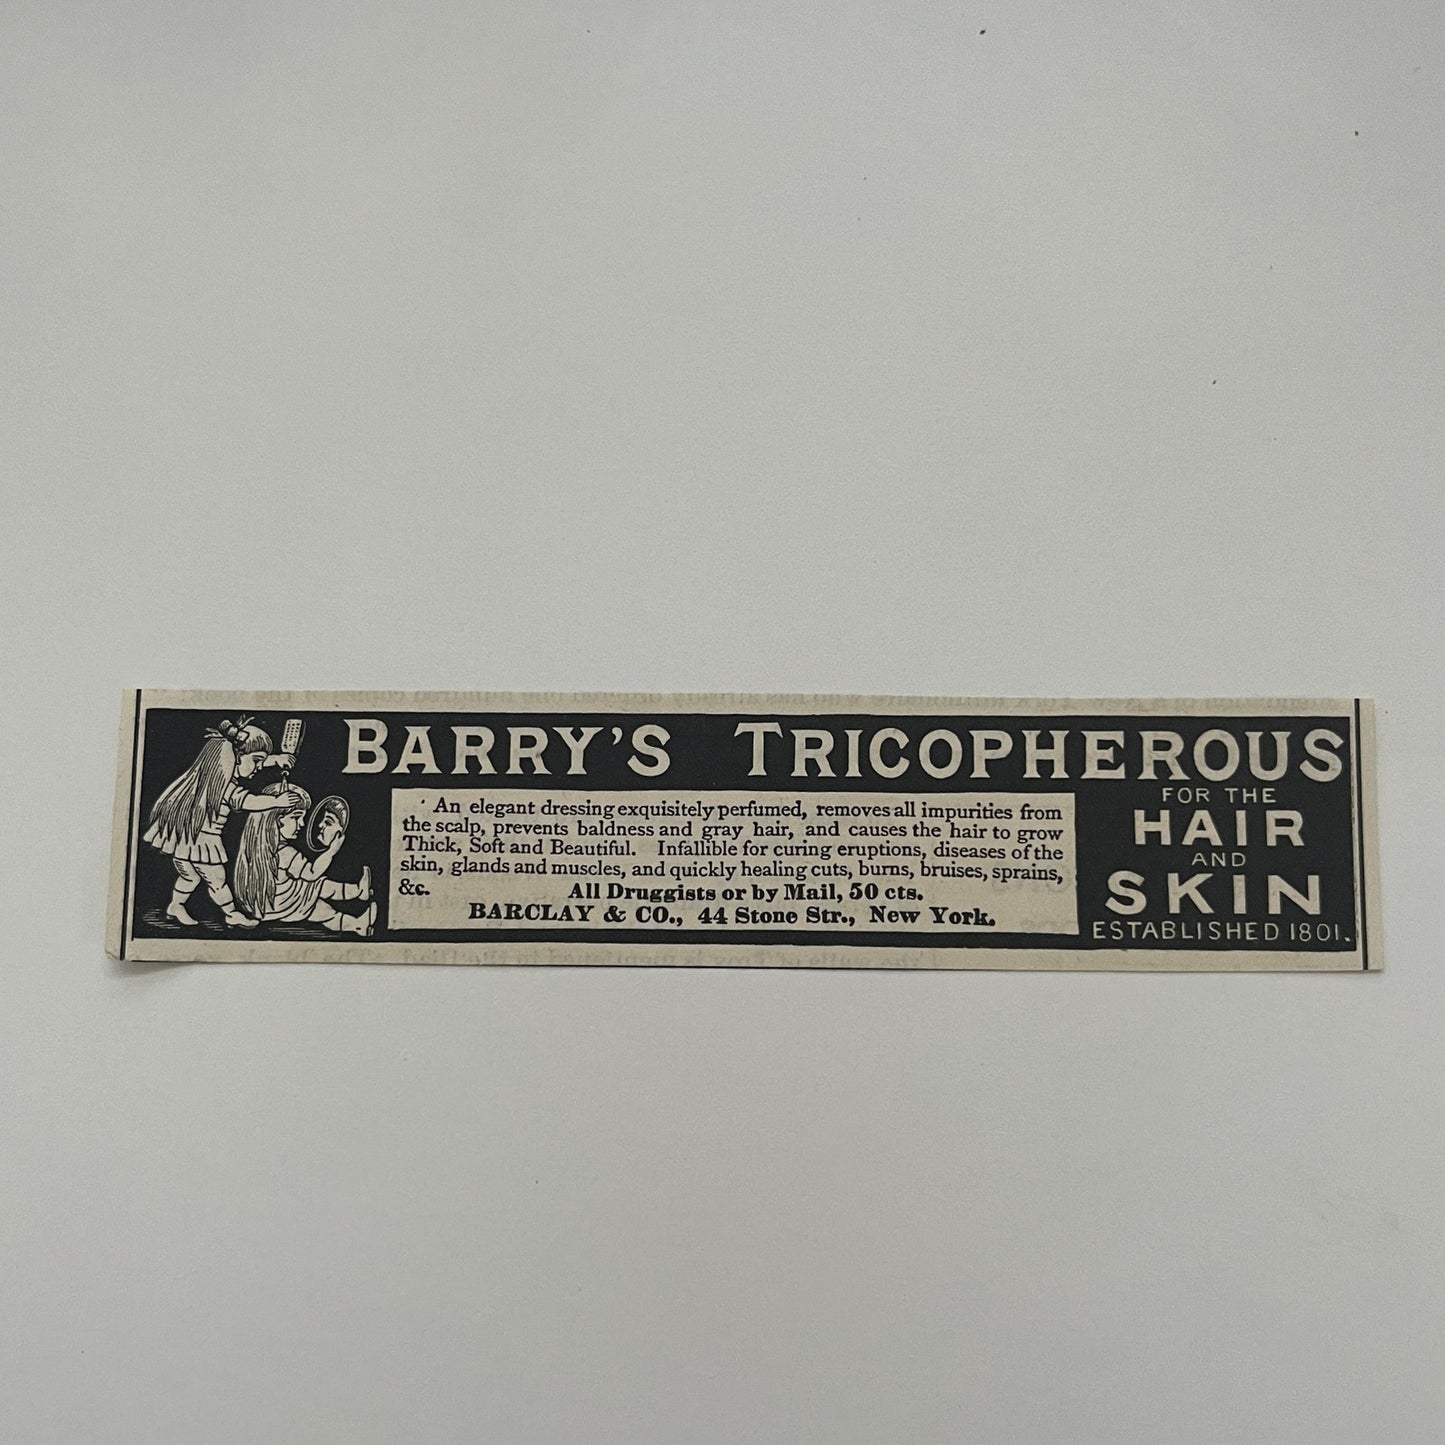 BARRY'S TRICOPHEROUS
FOR THE
HAIR
AND
SKIN
ESTABLISHED 1801.
An elegant dressing exquisitely perfumed, removes all impurities from
the scalp, prevents baldness and gray hair, and causes the hair to grow
Thick, Soft and Beautiful. Infallible for curing eruptions, diseases of the
skin, glands and muscles, and quickly healing cuts, burns, bruises, sprains,
&c. All Druggists or by Mail, 50 cts.
BARCLAY & CO., 44 Stone Str., New York.